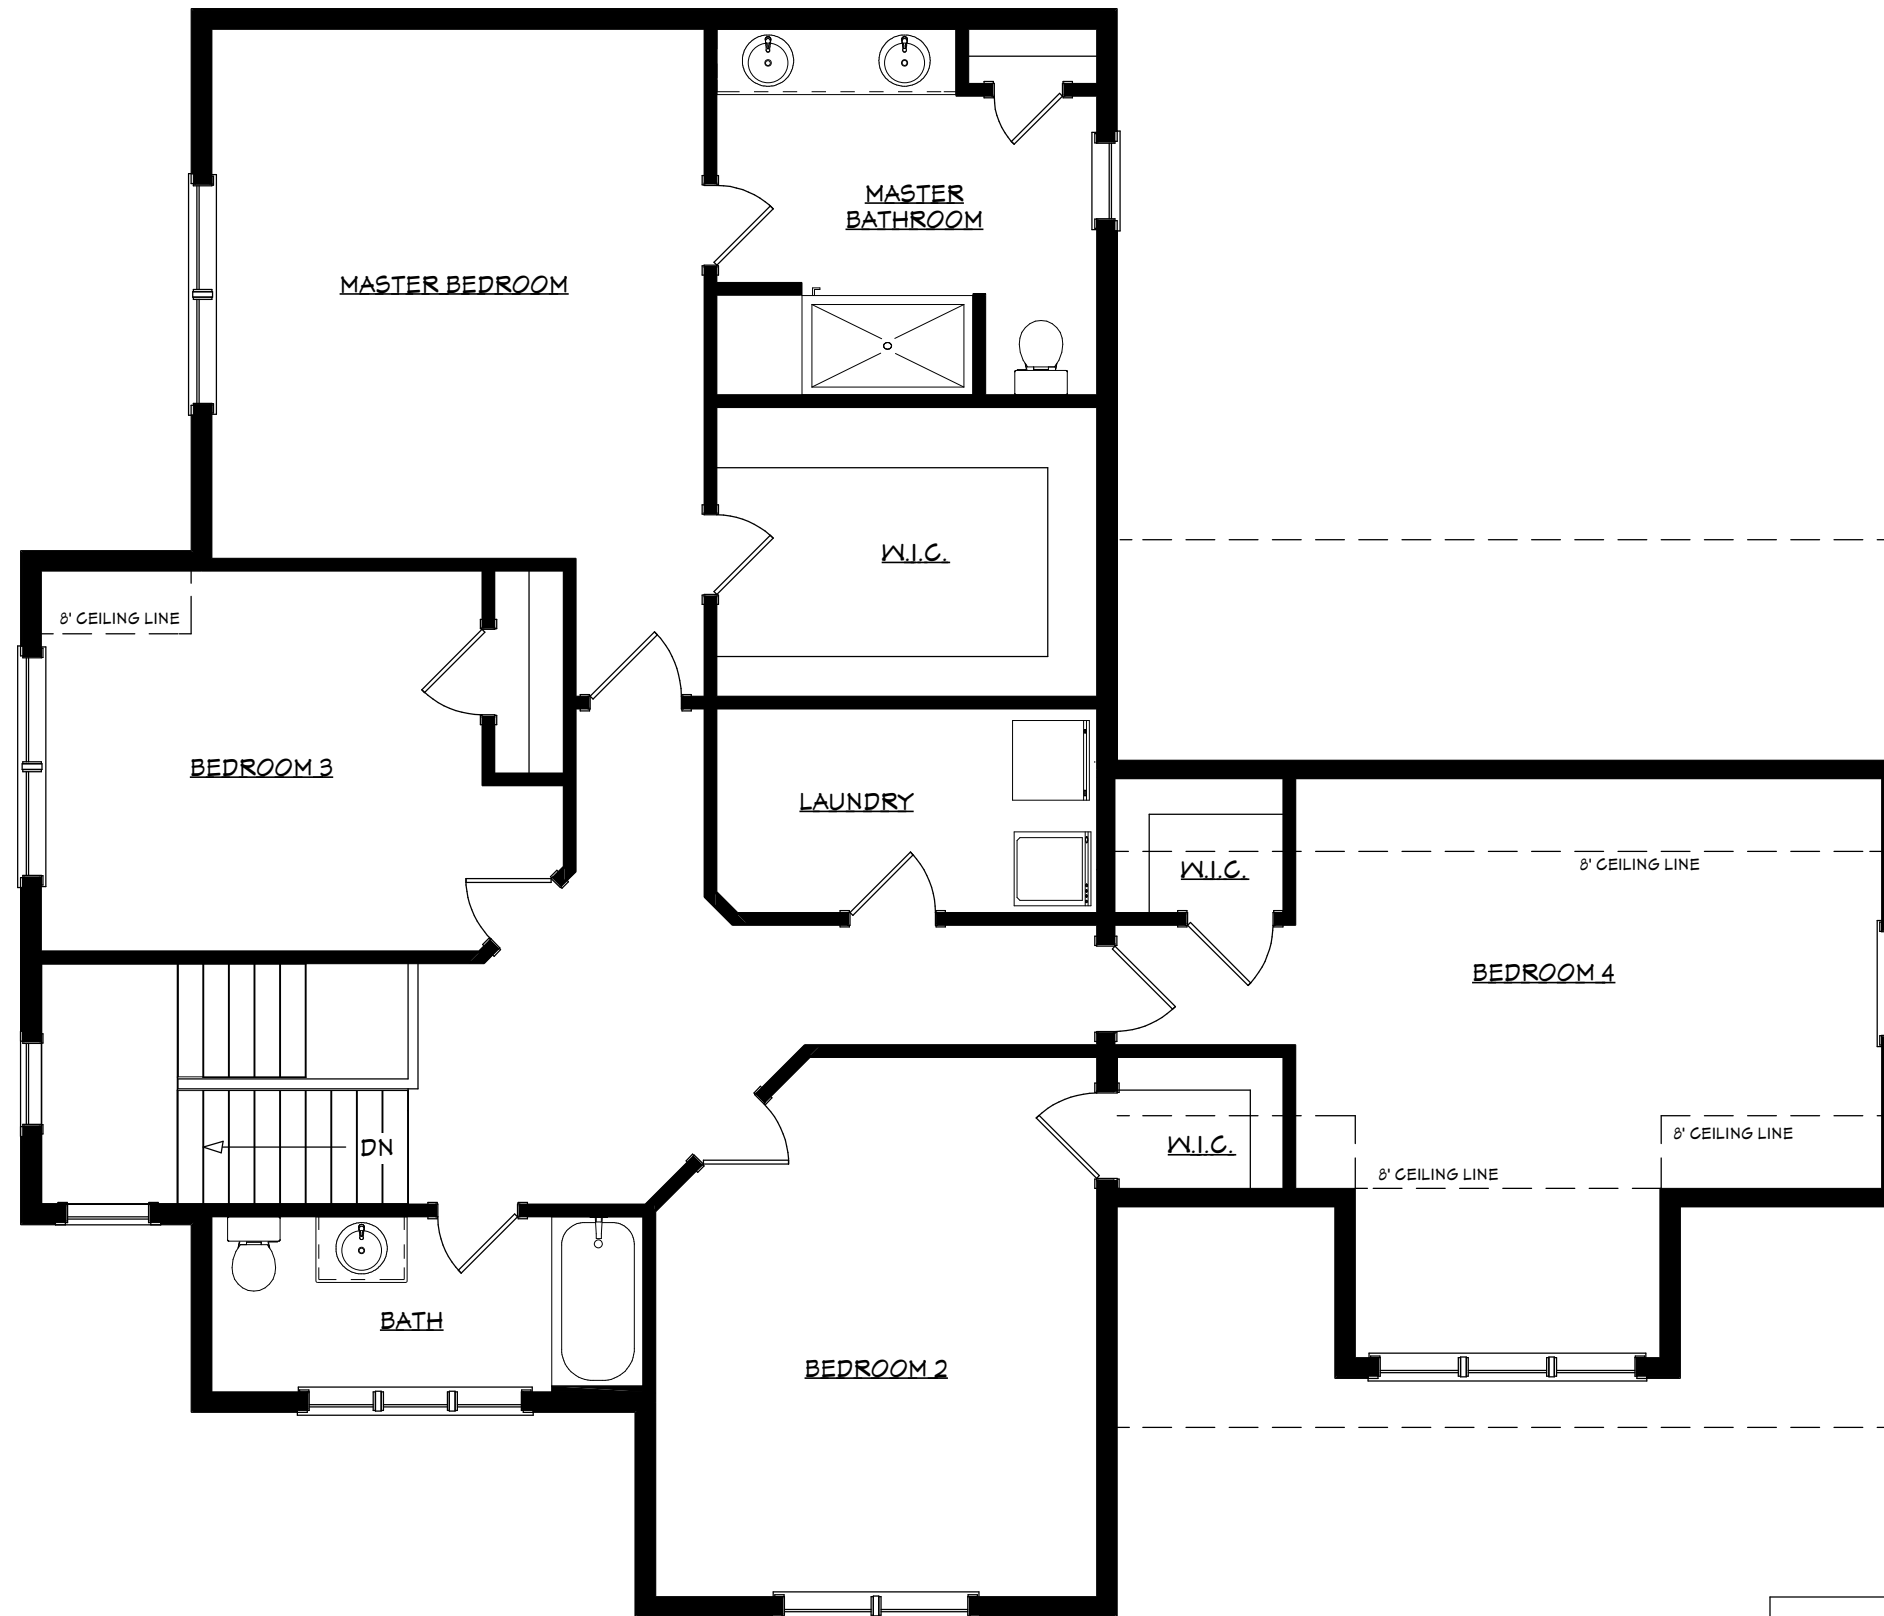 MASTER
BATHROOM
MASTER BEDROOM
W.I.C.
8' CEILING LINE
BEDROOM 3
LAUNDRY
8' CEILING LINE
W.I.C.
BEDROOM 4
8' CEILING LINE
DN
W.I.C.
8' CEILING LINE
BATH
BEDROOM 2